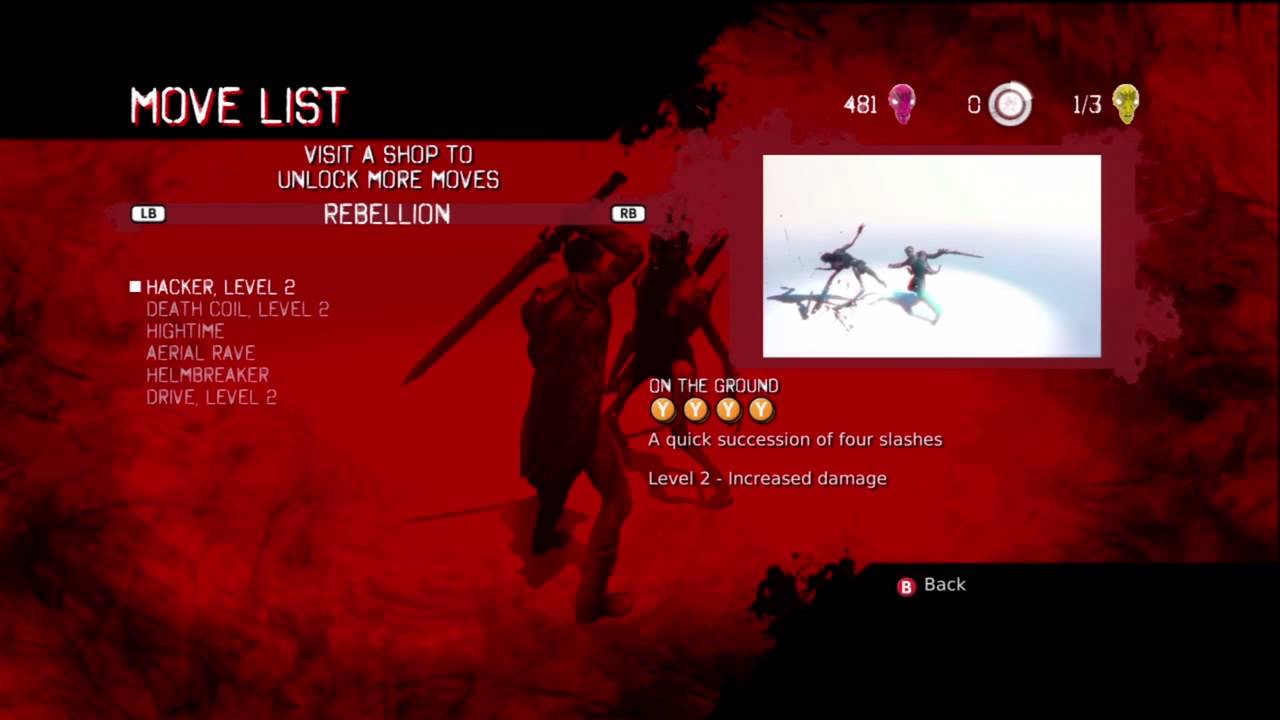 MOVE LIST
481
0
1/3
VISIT A SHOP TO
UNLOCK MORE MOVES
LB
REBELLION
RB
HACKER, LEVEL 2
DEATH COIL, LEVEL 2
HIGHTIME
AERIAL RAVE
HELMBREAKER
DRIVE, LEVEL 2
ON THE GROUND
Y Y Y Y
A quick succession of four slashes
Level 2 - Increased damage
B Back